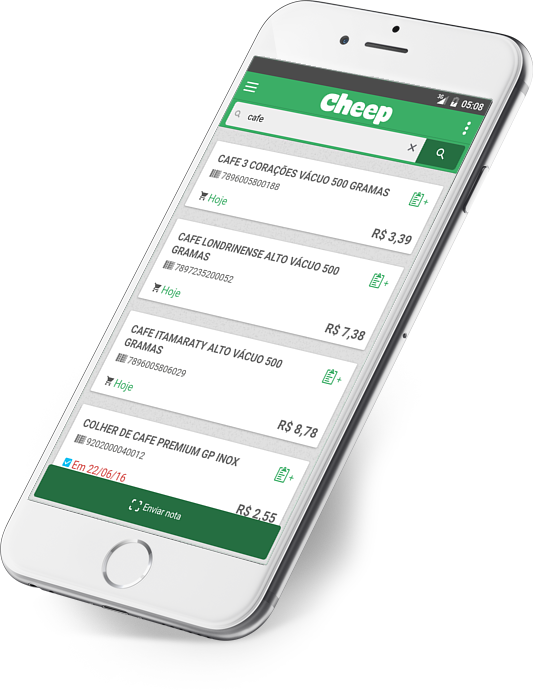 3G 05:08
Cheep
cafe
CAFE 3 CORAÇÕES VÁCUO 500 GRAMAS
7896005800188
Hoje
R$ 3,39
CAFE LONDRINENSE ALTO VÁCUO 500
GRAMAS
7897235200052
Hoje
R$ 7,38
CAFE ITAMARATY ALTO VÁCUO 500
GRAMAS
7896005806029
Hoje
R$ 8,78
COLHER DE CAFE PREMIUM GP INOX
9202000040012
Em 22/06/16
R$ 2,55
Enviar nota